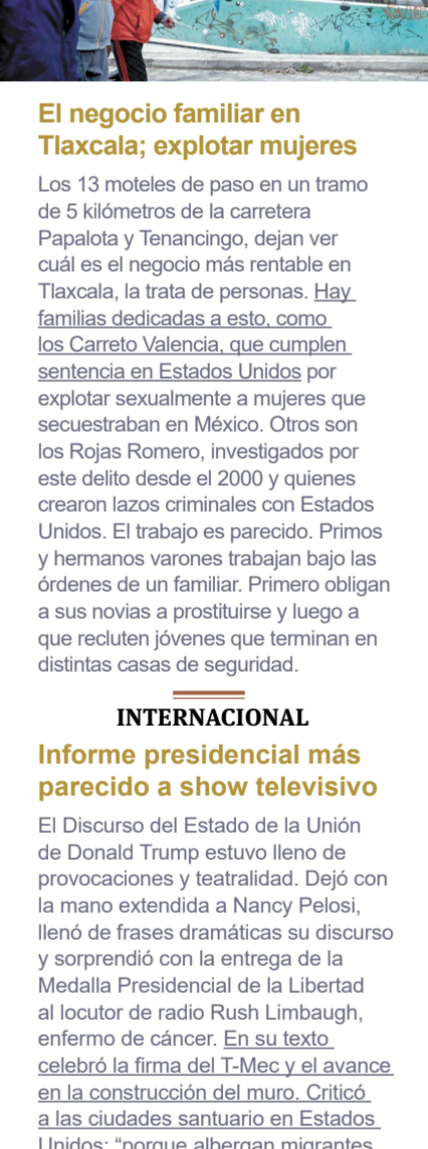 El negocio familiar en
Tlaxcala; explotar mujeres
Los 13 moteles de paso en un tramo
de 5 kilómetros de la carretera
Papalota y Tenancingo, dejan ver
cuál es el negocio más rentable en
Tlaxcala, la trata de personas. Hay
familias dedicadas a esto, como
los Carreto Valencia, que cumplen
sentencia en Estados Unidos por
explotar sexualmente a mujeres que
secuestraban en México. Otros son
los Rojas Romero, investigados por
este delito desde el 2000 y quienes
crearon lazos criminales con Estados
Unidos. El trabajo es parecido. Primos
y hermanos varones trabajan bajo las
órdenes de un familiar. Primero obligan
a sus novias a prostituirse y luego a
que recluten jóvenes que terminan en
distintas casas de seguridad.
INTERNACIONAL
Informe presidencial más
parecido a show televisivo
El Discurso del Estado de la Unión
de Donald Trump estuvo lleno de
provocaciones y teatralidad. Dejó con
la mano extendida a Nancy Pelosi,
llenó de frases dramáticas su discurso
y sorprendió con la entrega de la
Medalla Presidencial de la Libertad
al locutor de radio Rush Limbaugh,
enfermo de cáncer. En su texto
celebró la firma del T-Mec y el avance
en la construcción del muro. Criticó
a las ciudades santuario en Estados
Unidos: “porque albergan migrantes